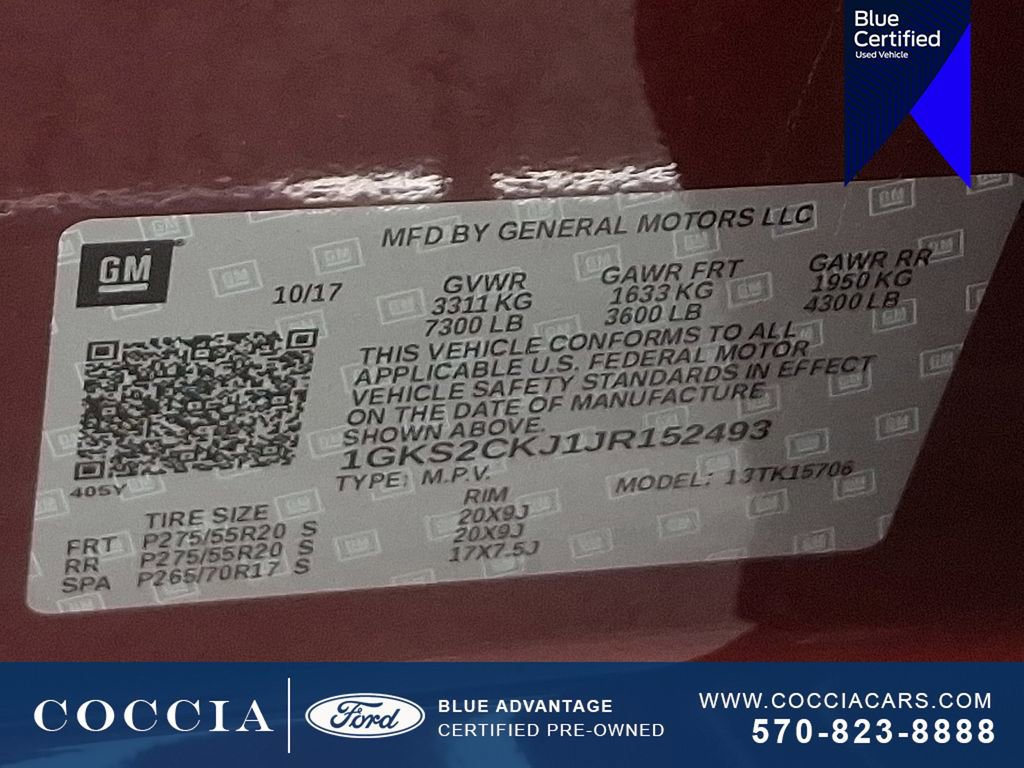 Blue
Certified
Used Vehicle
MFD BY GENERAL MOTORS LLC
GM
10/17
GVWR GAWR FRT GAWR RR
3311 KG 1633 KG 1950 KG
7300 LB 3600 LB 4300 LB
THIS VEHICLE CONFORMS TO ALL
APPLICABLE U.S. FEDERAL MOTOR
VEHICLE SAFETY STANDARDS IN EFFECT
ON THE DATE OF MANUFACTURE
SHOWN ABOVE.
1GKS2CKJ1JR152493
TYPE: M.P.V. MODEL: 13TK15706
405Y
TIRE SIZE RIM
FRT P275/55R20 S 20X9J
RR P275/55R20 S 20X9J
SPA P265/70R17 S 17X7.5J
COCCIA
Ford
BLUE ADVANTAGE
CERTIFIED PRE-OWNED
WWW.COCCIACARS.COM
570-823-8888